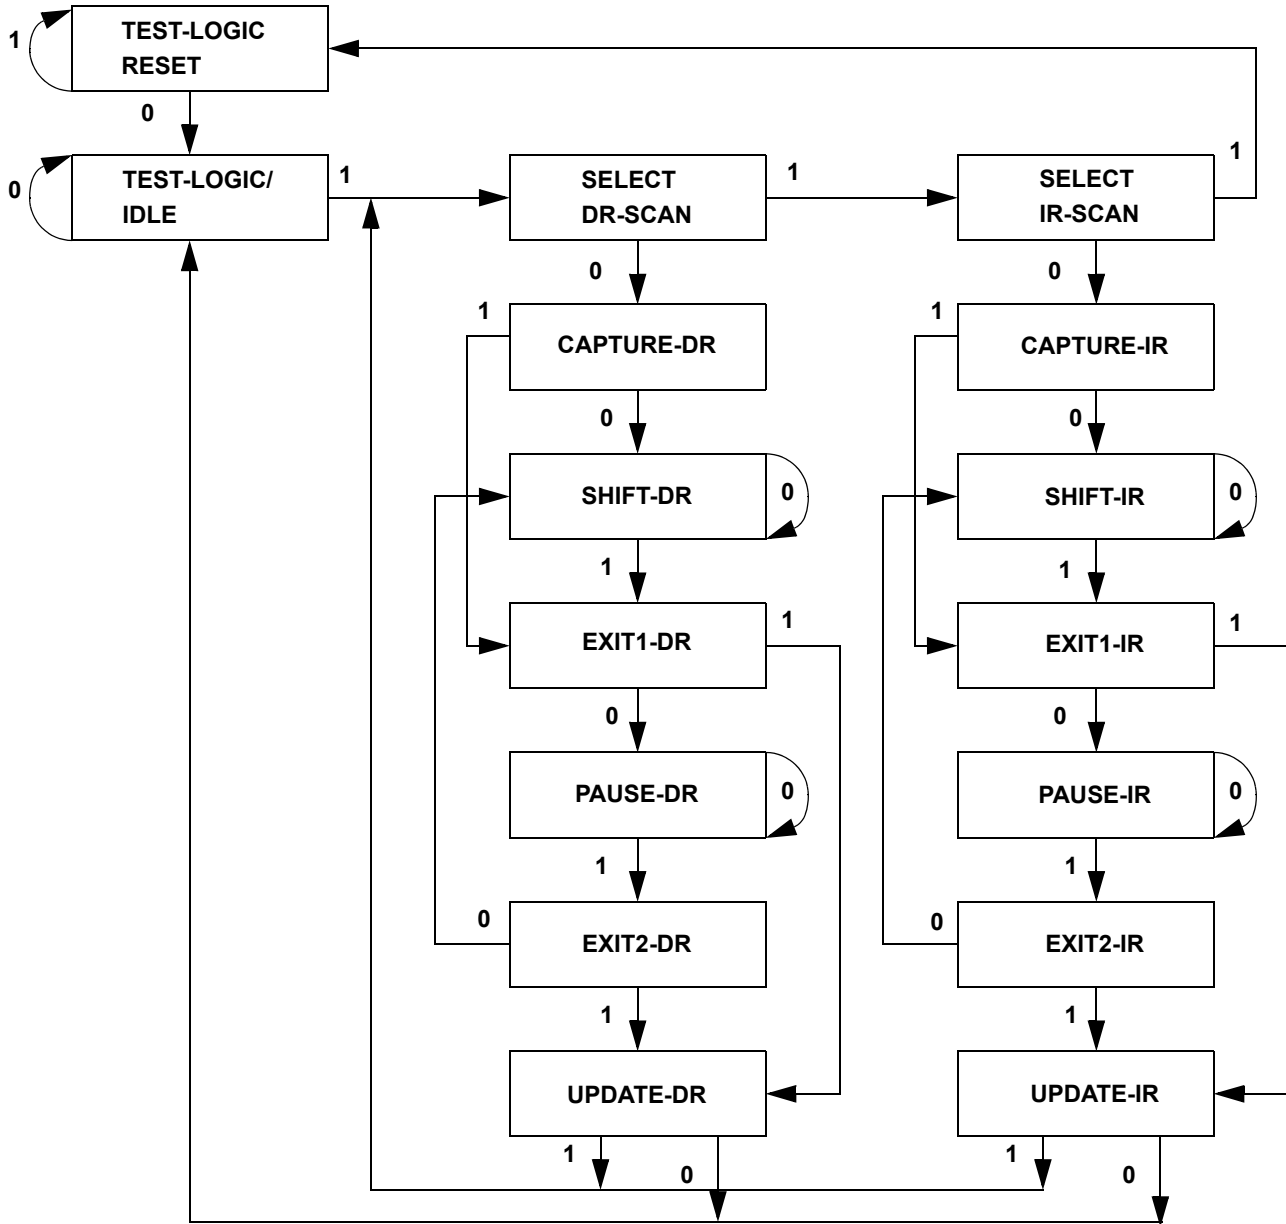 TEST-LOGIC
RESET
1
0
TEST-LOGIC/
IDLE
0
1
SELECT
DR-SCAN
1
SELECT
IR-SCAN
1
0
0
1
CAPTURE-DR
1
CAPTURE-IR
0
0
SHIFT-DR
0
SHIFT-IR
0
1
1
EXIT1-DR
1
EXIT1-IR
1
0
0
PAUSE-DR
0
PAUSE-IR
0
1
1
0
EXIT2-DR
0
EXIT2-IR
1
1
UPDATE-DR
UPDATE-IR
1
0
1
0